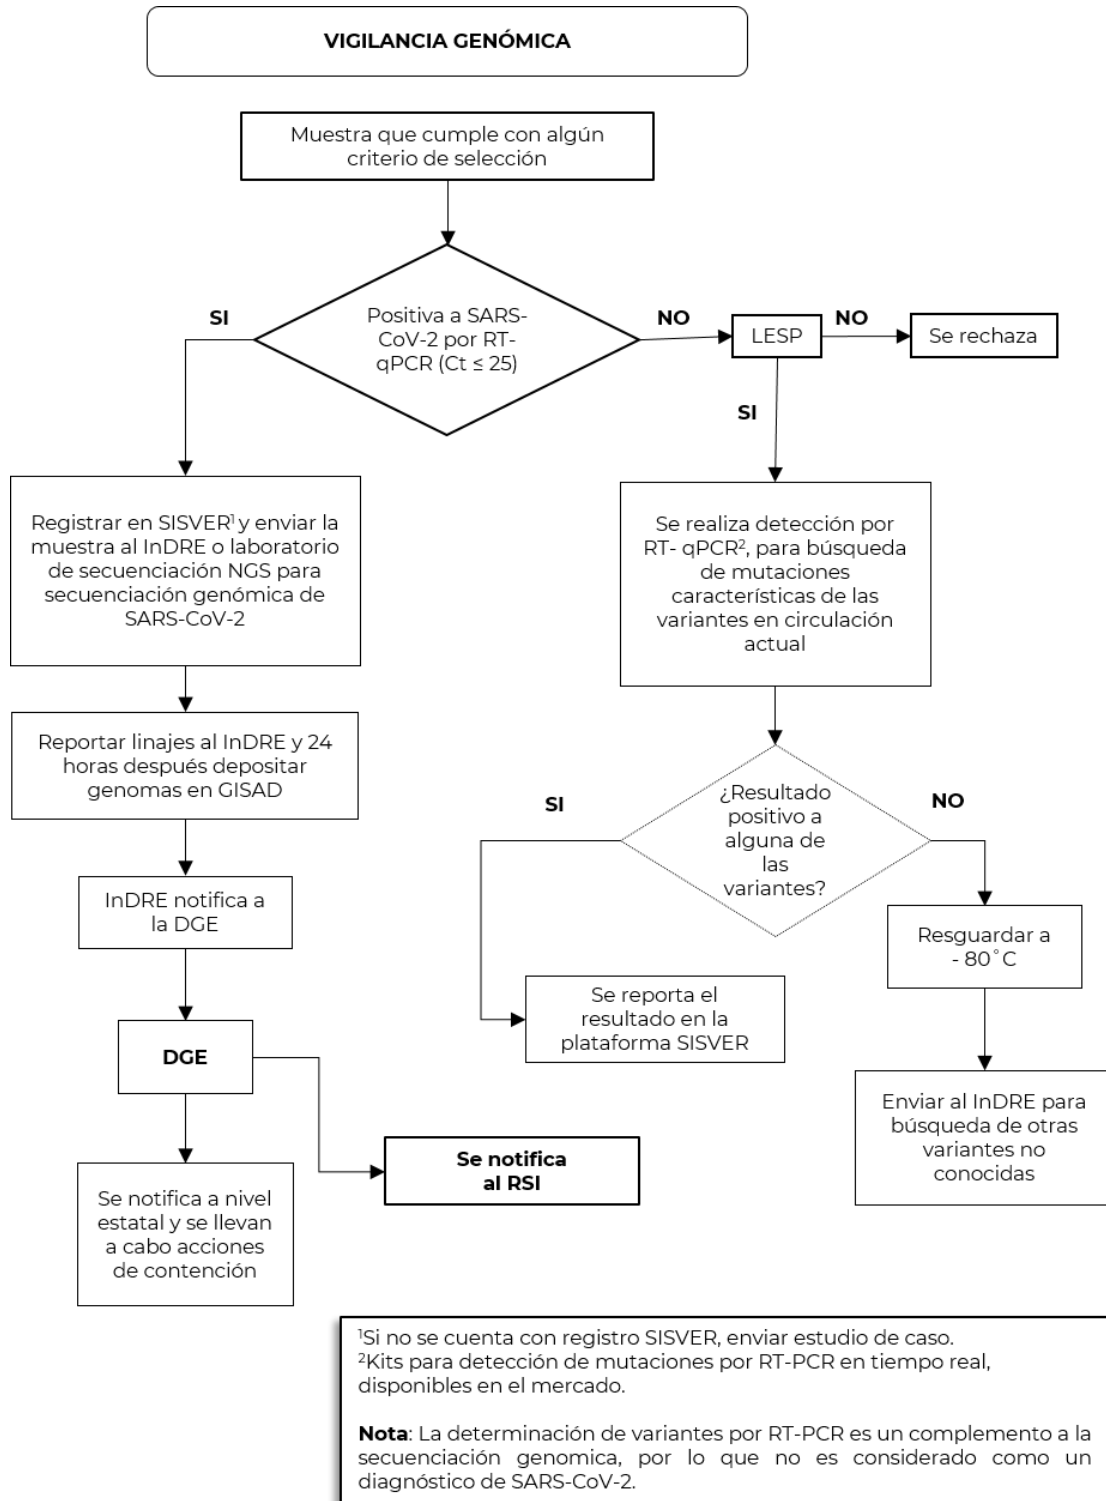 VIGILANCIA GENÓMICA
Muestra que cumple con algún
criterio de selección
SI
Positiva a SARS-
CoV-2 por RT-
qPCR (Ct ≤ 25)
NO
LESP
NO
Se rechaza
SI
Registrar en SISVER¹ y enviar la
muestra al InDRE o laboratorio
de secuenciación NGS para
secuenciación genómica de
SARS-CoV-2
Se realiza detección por
RT- qPCR², para búsqueda
de mutaciones
características de las
variantes en circulación
actual
Reportar linajes al InDRE y 24
horas después depositar
genomas en GISAD
SI
¿Resultado
positivo a
alguna de
las
variantes?
NO
InDRE notifica a
la DGE
Resguardar a
- 80˚C
Se reporta el
resultado en la
plataforma SISVER
DGE
Enviar al InDRE para
búsqueda de otras
variantes no
conocidas
Se notifica
al RSI
Se notifica a nivel
estatal y se llevan
a cabo acciones
de contención
¹Si no se cuenta con registro SISVER, enviar estudio de caso.
²Kits para detección de mutaciones por RT-PCR en tiempo real,
disponibles en el mercado.
Nota: La determinación de variantes por RT-PCR es un complemento a la
secuenciación genomica, por lo que no es considerado como un
diagnóstico de SARS-CoV-2.